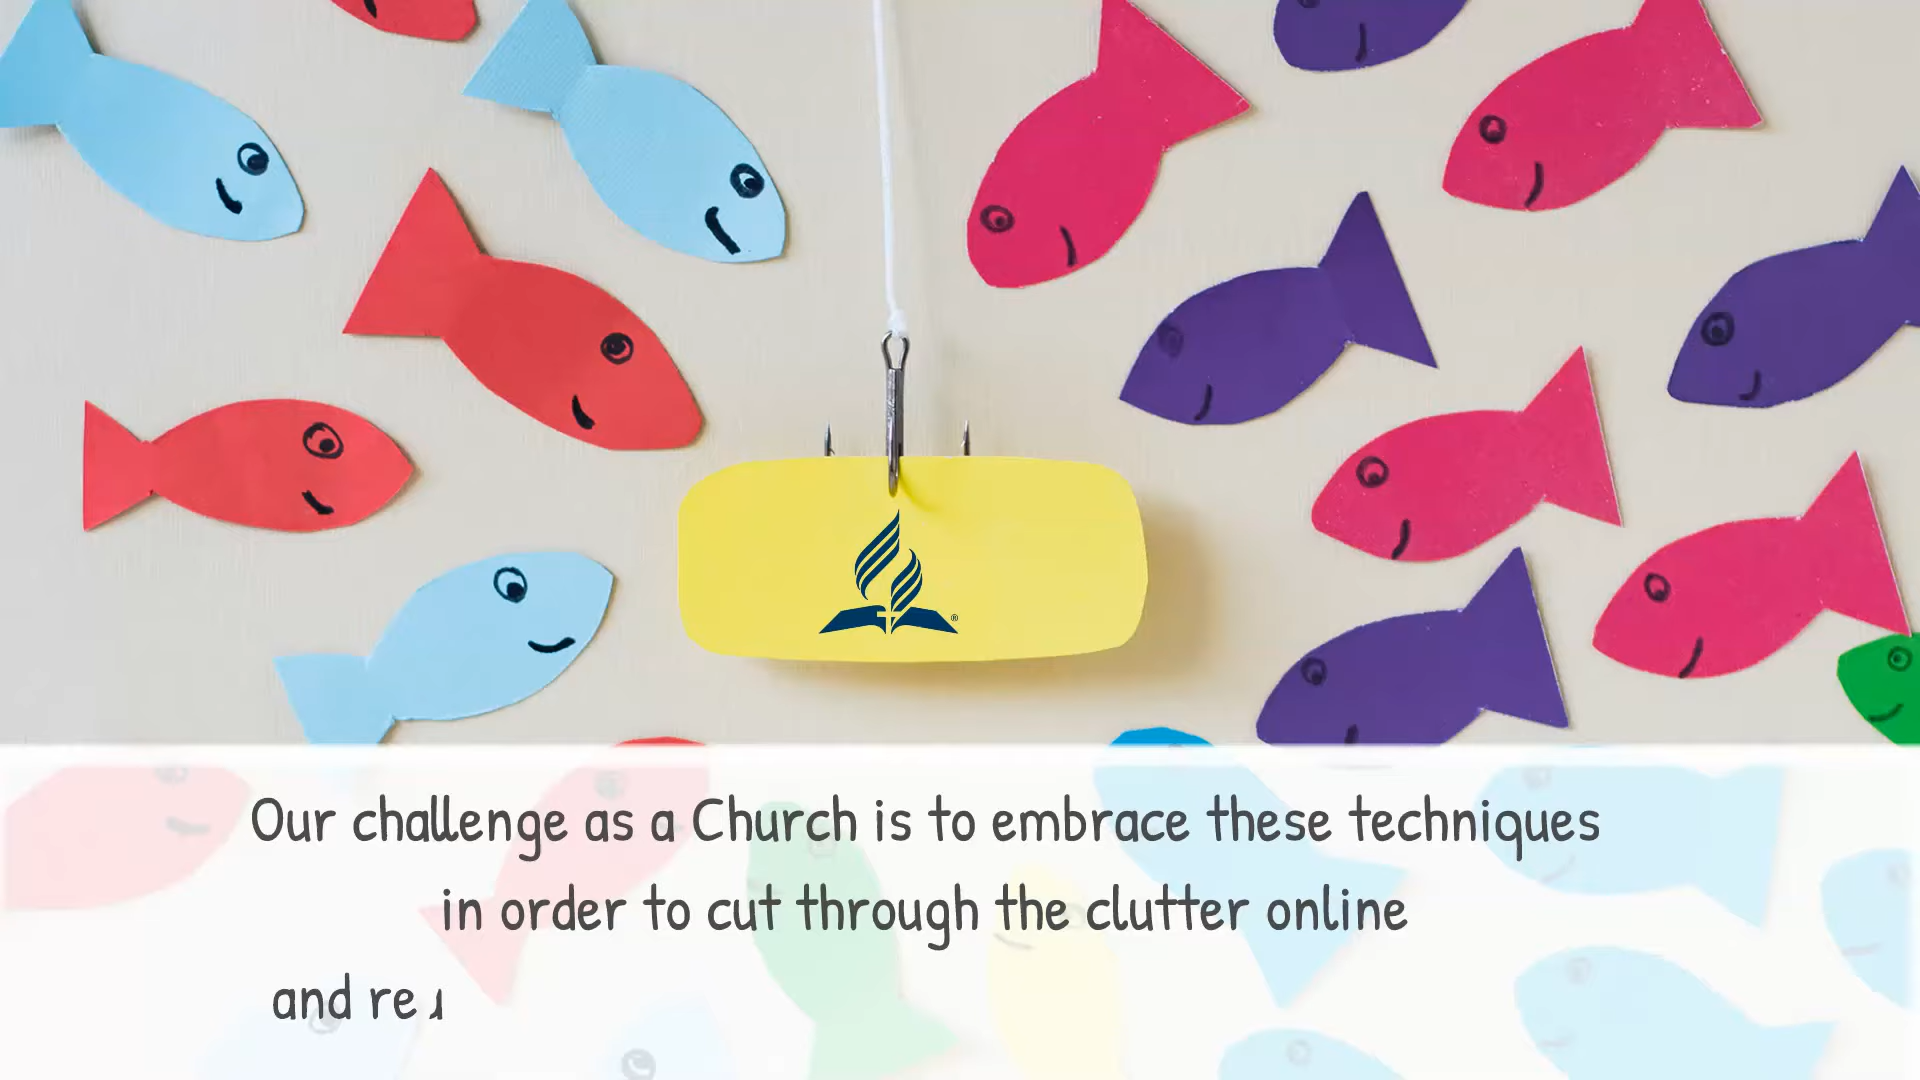 Our challenge as a Church is to embrace these techniques
in order to cut through the clutter online
and re